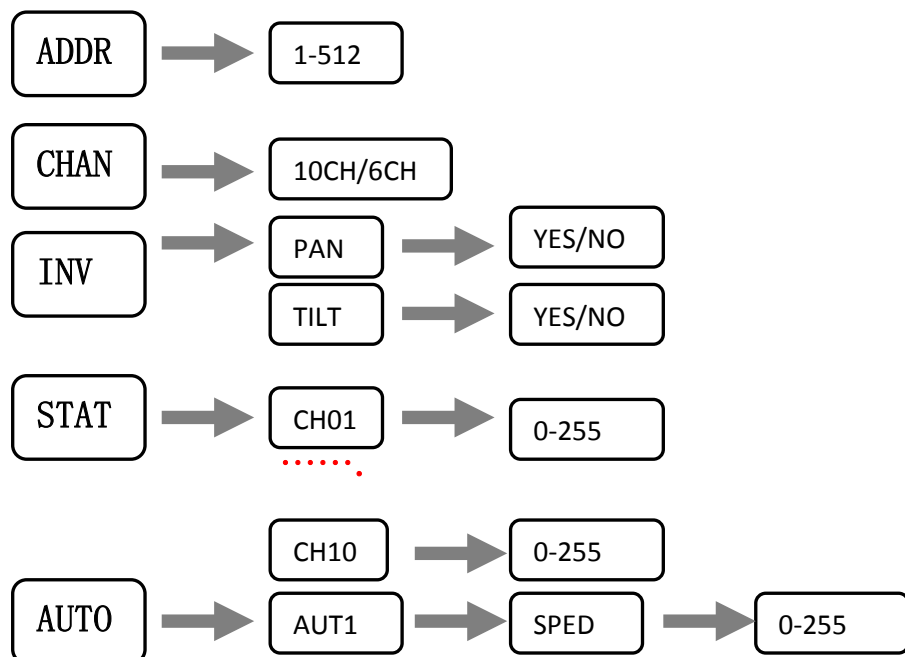 ADDR 1-512
CHAN 10CH/6CH
INV PAN YES/NO
TILT YES/NO
STAT CH01 0-255
......
CH10 0-255
AUTO AUT1 SPED 0-255